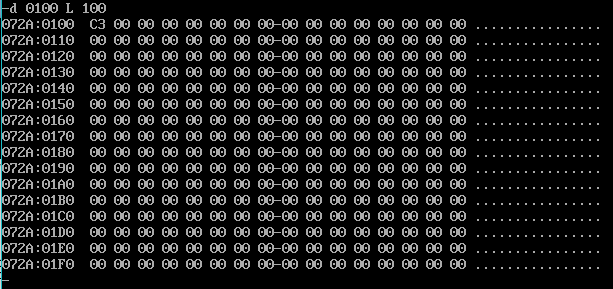 -d 0100 L 100
072A:0100  C3 00 00 00 00 00 00 00-00 00 00 00 00 00 00 00  ................
072A:0110  00 00 00 00 00 00 00 00-00 00 00 00 00 00 00 00  ................
072A:0120  00 00 00 00 00 00 00 00-00 00 00 00 00 00 00 00  ................
072A:0130  00 00 00 00 00 00 00 00-00 00 00 00 00 00 00 00  ................
072A:0140  00 00 00 00 00 00 00 00-00 00 00 00 00 00 00 00  ................
072A:0150  00 00 00 00 00 00 00 00-00 00 00 00 00 00 00 00  ................
072A:0160  00 00 00 00 00 00 00 00-00 00 00 00 00 00 00 00  ................
072A:0170  00 00 00 00 00 00 00 00-00 00 00 00 00 00 00 00  ................
072A:0180  00 00 00 00 00 00 00 00-00 00 00 00 00 00 00 00  ................
072A:0190  00 00 00 00 00 00 00 00-00 00 00 00 00 00 00 00  ................
072A:01A0  00 00 00 00 00 00 00 00-00 00 00 00 00 00 00 00  ................
072A:01B0  00 00 00 00 00 00 00 00-00 00 00 00 00 00 00 00  ................
072A:01C0  00 00 00 00 00 00 00 00-00 00 00 00 00 00 00 00  ................
072A:01D0  00 00 00 00 00 00 00 00-00 00 00 00 00 00 00 00  ................
072A:01E0  00 00 00 00 00 00 00 00-00 00 00 00 00 00 00 00  ................
072A:01F0  00 00 00 00 00 00 00 00-00 00 00 00 00 00 00 00  ................
-